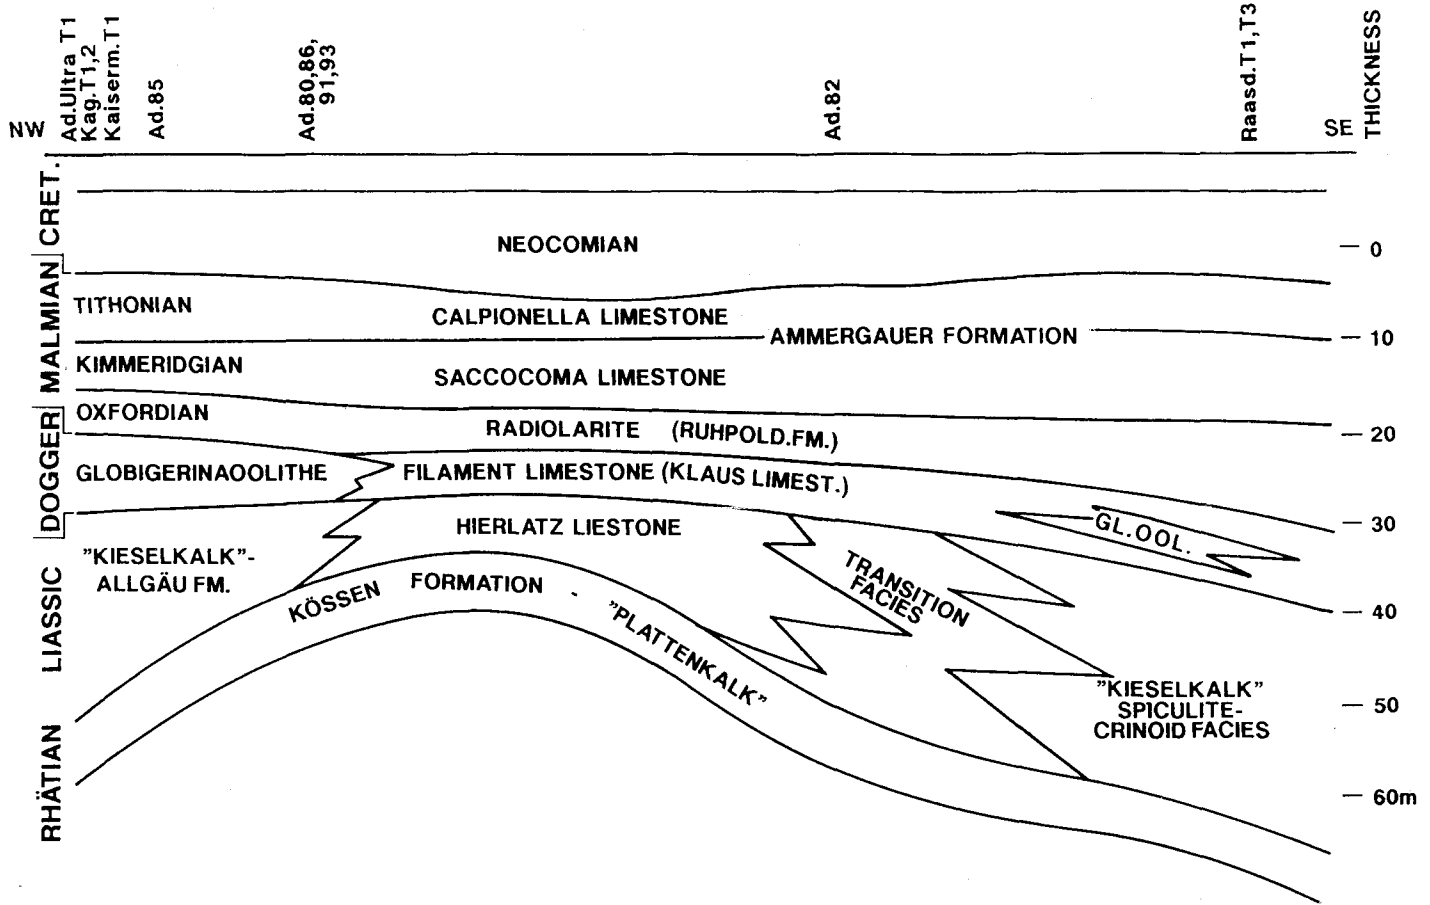 NW
Ad.Ultra T1
Kag.T1,2
Kaiserm.T1
Ad.85
Ad.80,86,
91,93
Ad.82
Raasd.T1,T3
SE
THICKNESS
CRET.
MALMIAN
DOGGER
LIASSIC
RHÄTIAN
NEOCOMIAN
0
TITHONIAN
CALPIONELLA LIMESTONE
AMMERGAUER FORMATION
10
KIMMERIDGIAN
SACCOCOMA LIMESTONE
OXFORDIAN
RADIOLARITE (RUHPOLD.FM.)
20
GLOBIGERINAOOLITHE
FILAMENT LIMESTONE (KLAUS LIMEST.)
HIERLATZ LIESTONE
GL.OOL.
30
"KIESELKALK"-
ALLGÄU FM.
KÖSSEN FORMATION - "PLATTENKALK"
TRANSITION
FACIES
40
"KIESELKALK"
SPICULITE-
CRINOID FACIES
50
60m